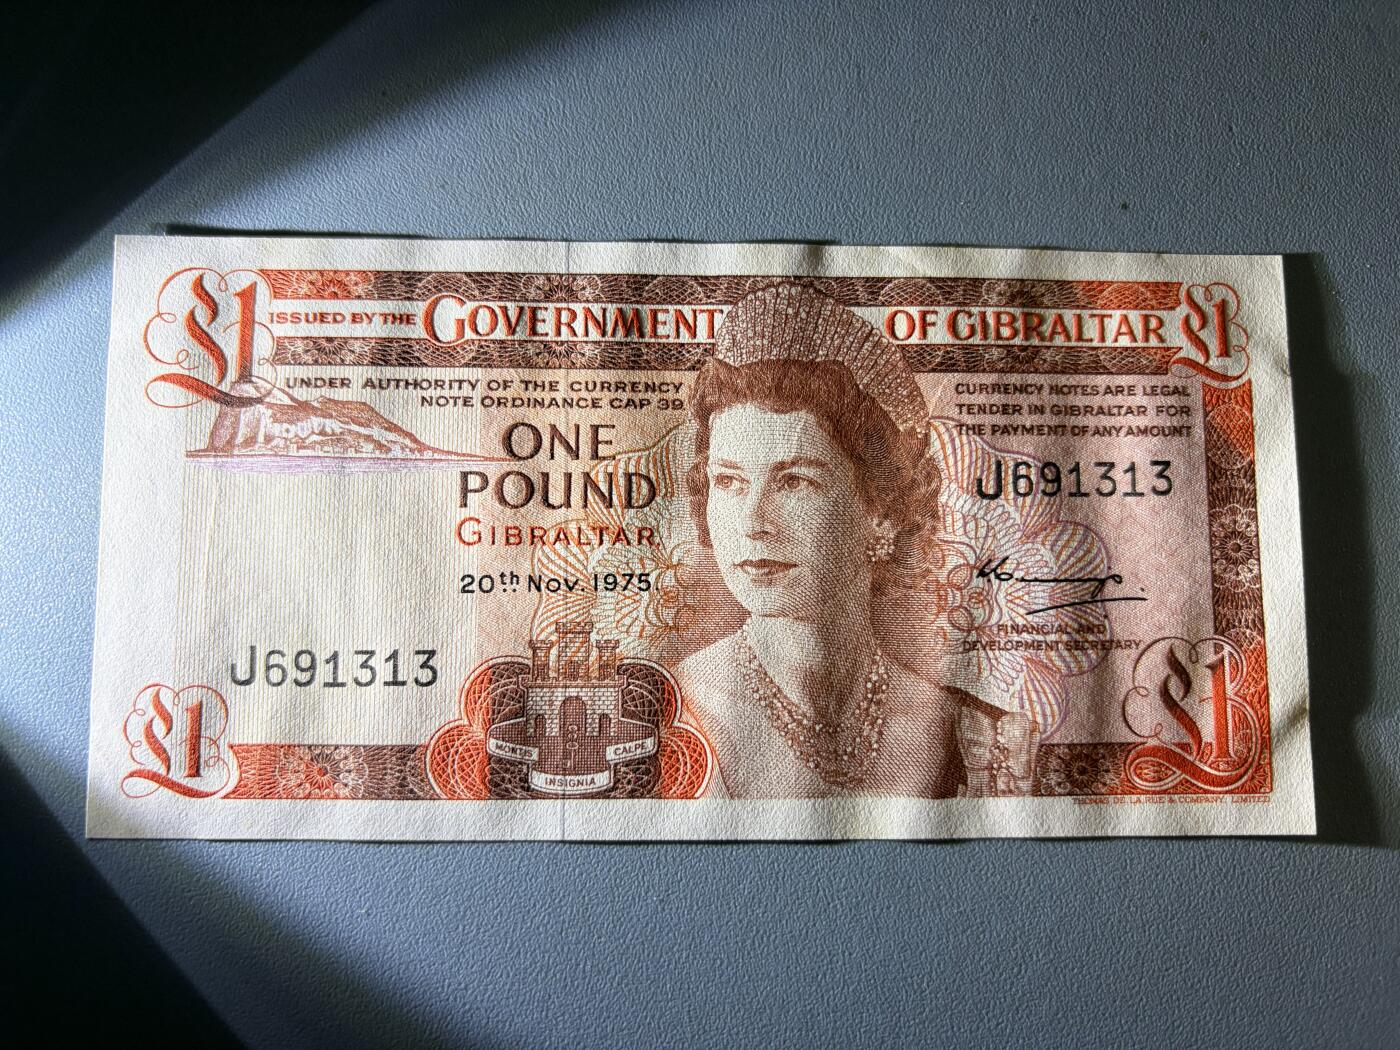 £1
ISSUED BY THE GOVERNMENT OF GIBRALTAR
£1
UNDER AUTHORITY OF THE CURRENCY
NOTE ORDINANCE CAP 39.
CURRENCY NOTES ARE LEGAL
TENDER IN GIBRALTAR FOR
THE PAYMENT OF ANY AMOUNT
ONE
POUND
GIBRALTAR.
20th Nov. 1975.
J691313
FINANCIAL AND
DEVELOPMENT SECRETARY
J691313
£1
MONTIS CALPE
INSIGNIA
£1
THOMAS DE LA RUE & COMPANY, LIMITED